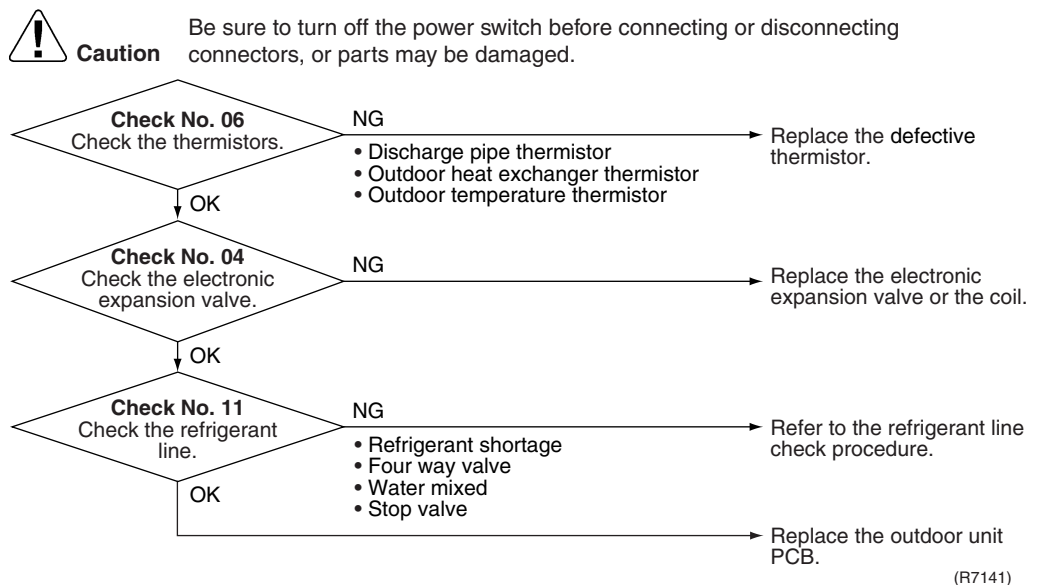 Be sure to turn off the power switch before connecting or disconnecting
Caution connectors, or parts may be damaged.
Check No. 06
Check the thermistors.
NG
• Discharge pipe thermistor
• Outdoor heat exchanger thermistor
• Outdoor temperature thermistor
Replace the defective
thermistor.
OK
Check No. 04
Check the electronic
expansion valve.
NG
Replace the electronic
expansion valve or the coil.
OK
Check No. 11
Check the refrigerant
line.
NG
• Refrigerant shortage
• Four way valve
• Water mixed
• Stop valve
Refer to the refrigerant line
check procedure.
OK
Replace the outdoor unit
PCB.
(R7141)